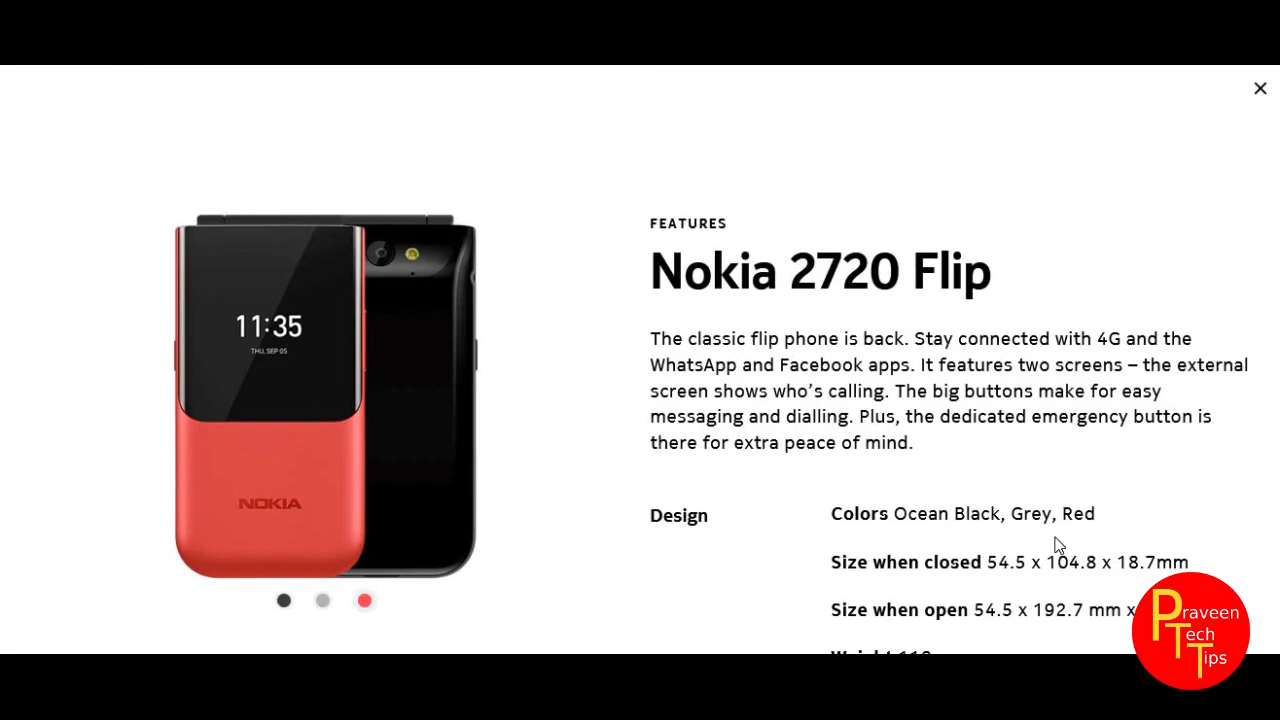 ×
FEATURES
Nokia 2720 Flip
The classic flip phone is back. Stay connected with 4G and the
WhatsApp and Facebook apps. It features two screens – the external
screen shows who’s calling. The big buttons make for easy
messaging and dialling. Plus, the dedicated emergency button is
there for extra peace of mind.
11:35
THU, SEP 05
NOKIA
Design
Colors Ocean Black, Grey, Red
Size when closed 54.5 x 104.8 x 18.7mm
Size when open 54.5 x 192.7 mm x
Praveen
Tech
Tips